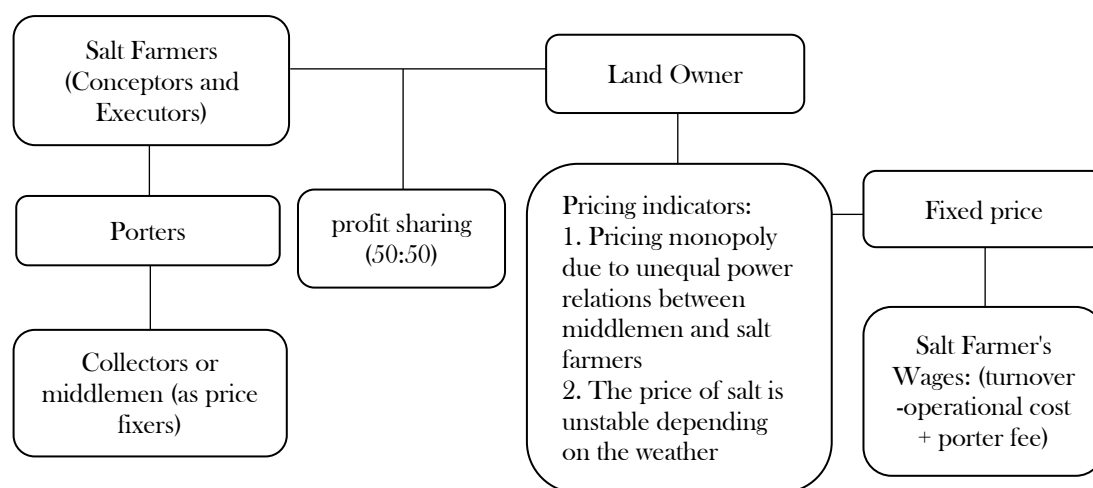 Salt Farmers
(Conceptors and
Executors)
Land Owner
Porters
profit sharing
(50:50)
Pricing indicators:
1. Pricing monopoly
due to unequal power
relations between
middlemen and salt
farmers
2. The price of salt is
unstable depending
on the weather
Fixed price
Collectors or
middlemen (as price
fixers)
Salt Farmer's
Wages: (turnover
-operational cost
+ porter fee)